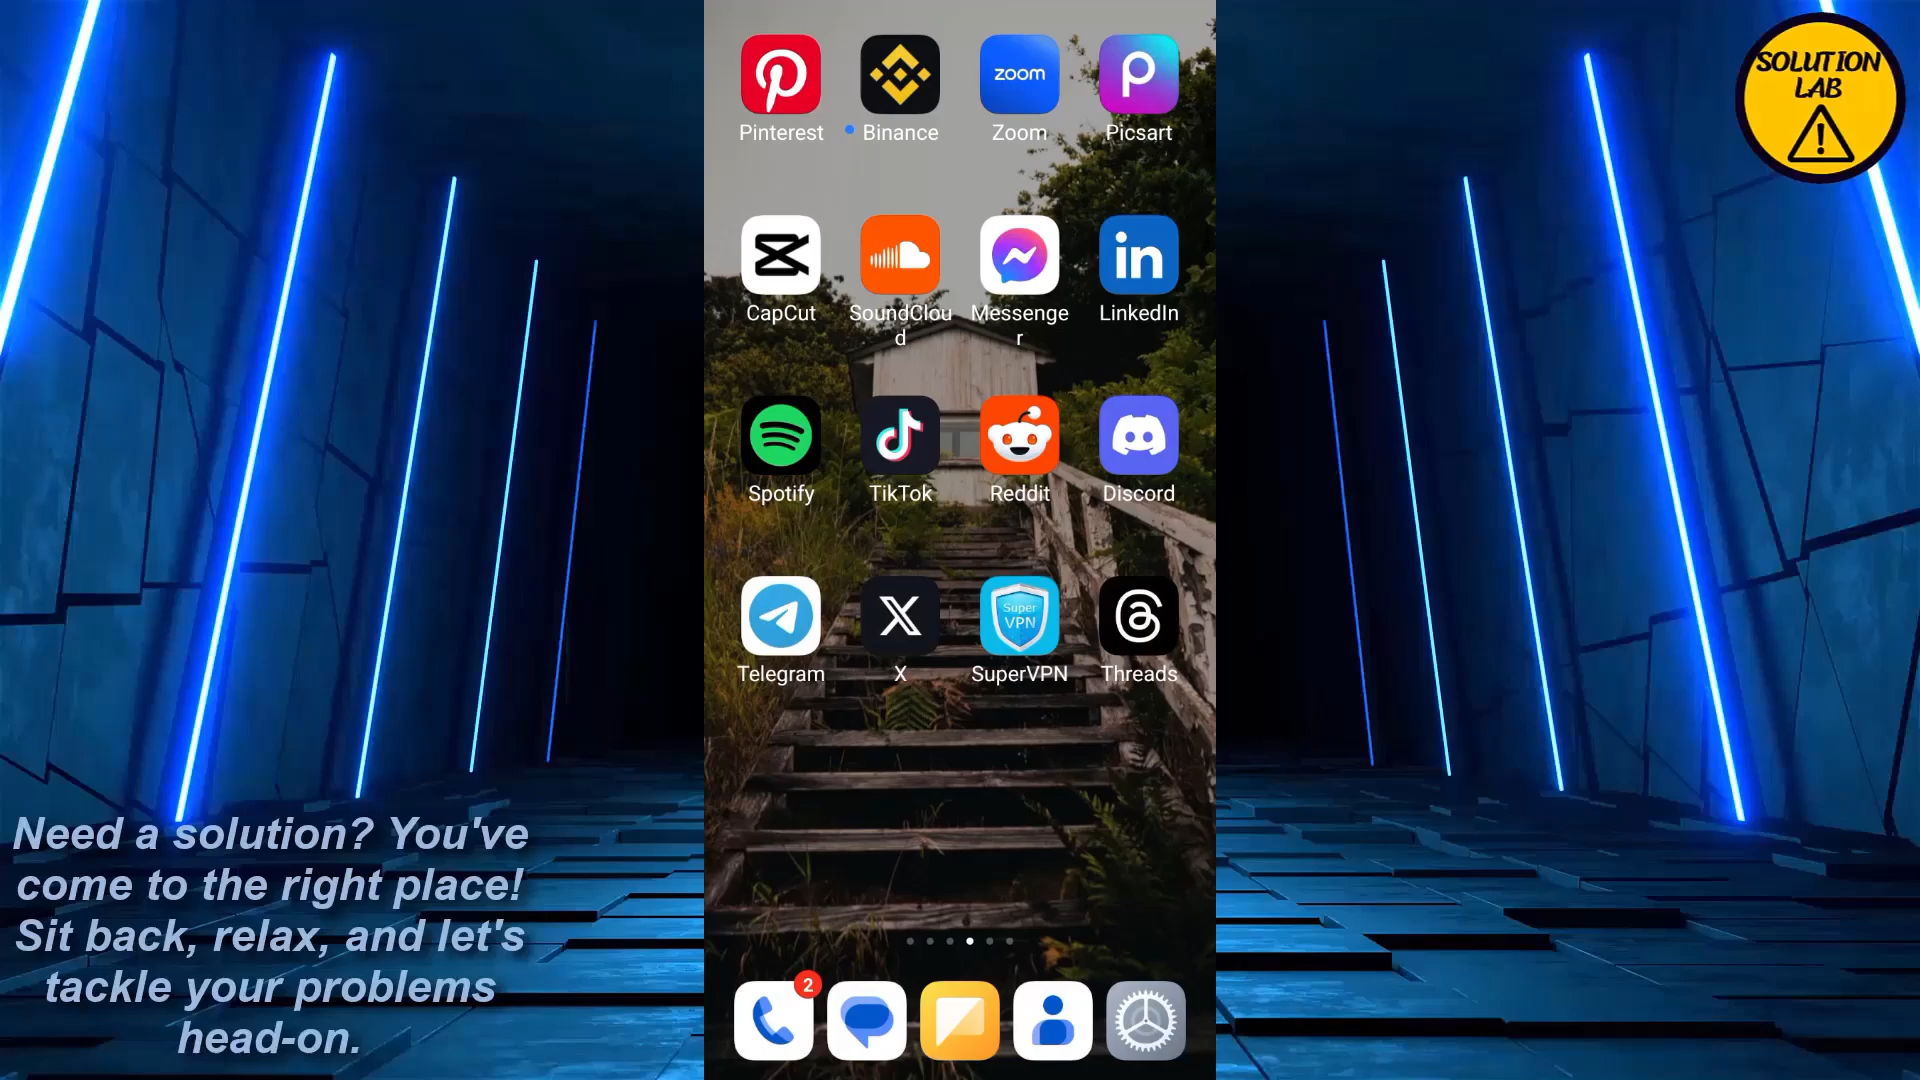 SOLUTION
LAB
!
zoom
Pinterest
Binance
Zoom
Picsart
in
CapCut
SoundClou
d
Messenge
r
LinkedIn
Spotify
TikTok
Reddit
Discord
Super
VPN
Telegram
X
SuperVPN
Threads
2
Need a solution? You've
come to the right place!
Sit back, relax, and let's
tackle your problems
head-on.